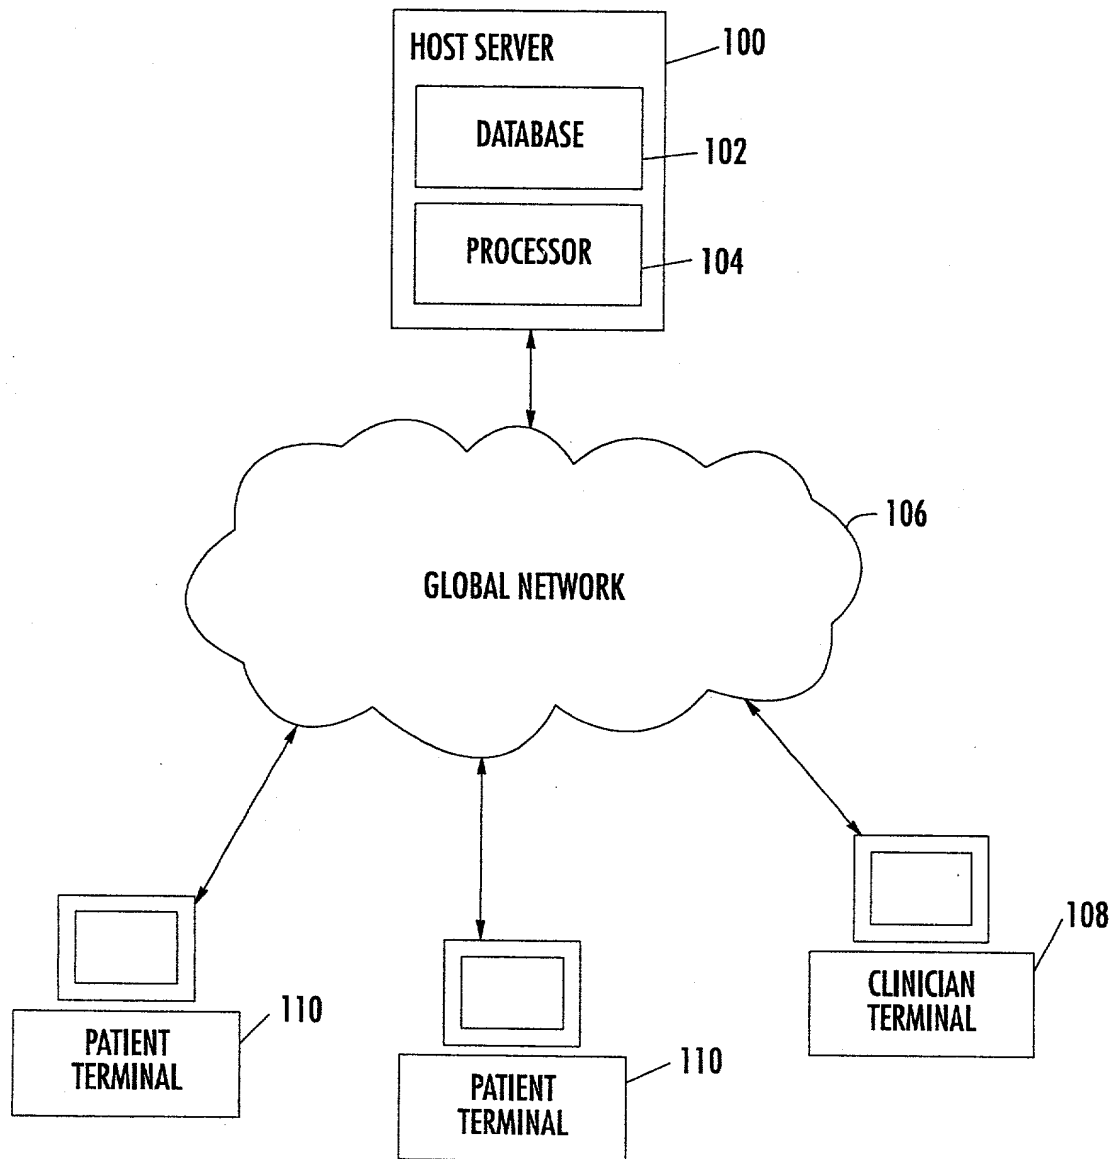 HOST SERVER
100
DATABASE
102
PROCESSOR
104
106
GLOBAL NETWORK
108
CLINICIAN
TERMINAL
110
PATIENT
TERMINAL
110
PATIENT
TERMINAL